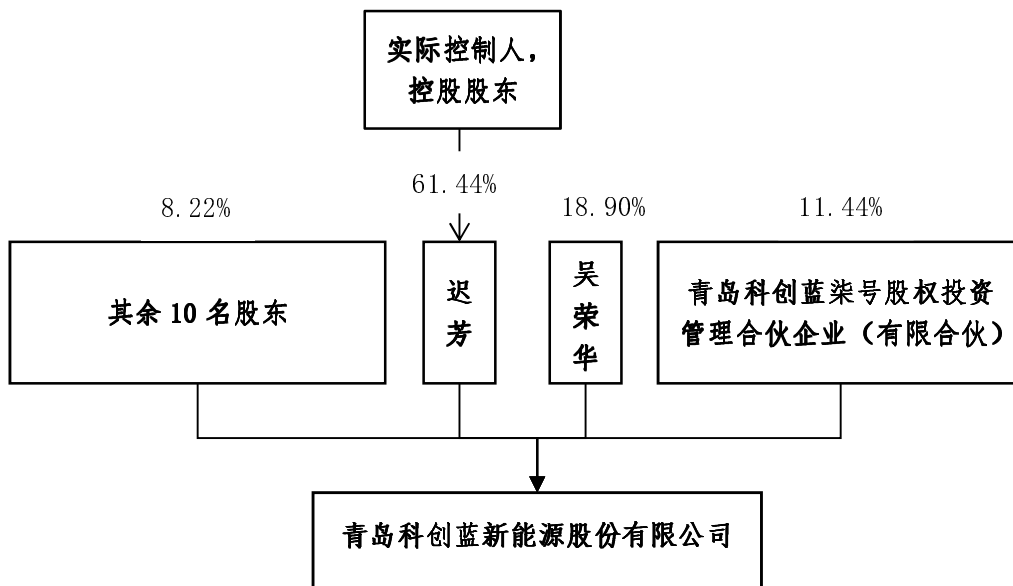 实际控制人，
控股股东
8.22%
61.44%
18.90%
11.44%
其余 10 名股东
迟
芳
吴
荣
华
青岛科创蓝柒号股权投资
管理合伙企业（有限合伙）
青岛科创蓝新能源股份有限公司